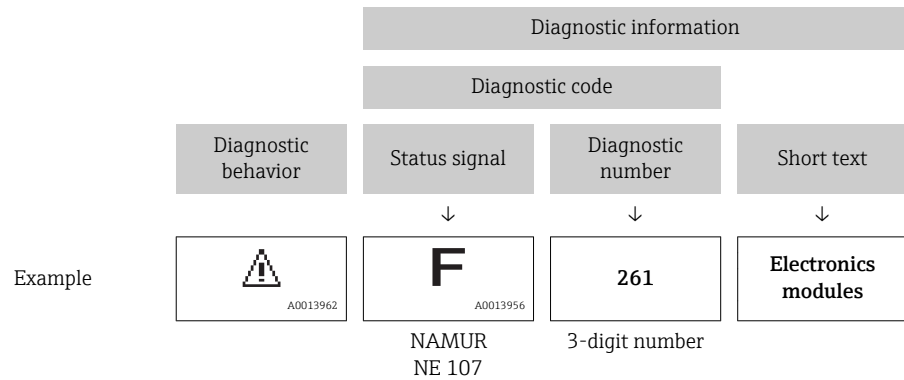 Diagnostic information
Diagnostic code
Diagnostic
behavior
Status signal
Diagnostic
number
Short text
↓ ↓ ↓
Example
A0013962
F
A0013956
261
Electronics
modules
NAMUR
NE 107
3-digit number